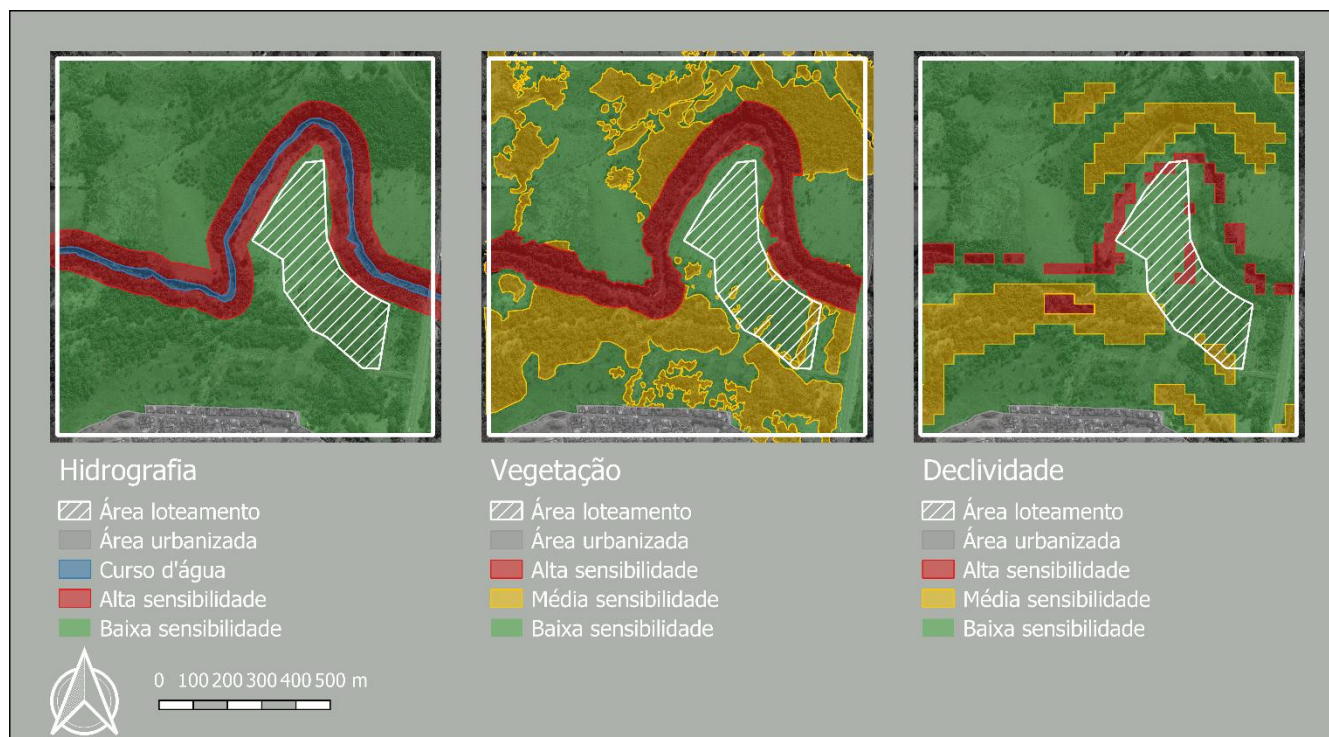 Hidrografia
Área loteamento
Área urbanizada
Curso d'água
Alta sensibilidade
Baixa sensibilidade
Vegetação
Área loteamento
Área urbanizada
Alta sensibilidade
Média sensibilidade
Baixa sensibilidade
Declividade
Área loteamento
Área urbanizada
Alta sensibilidade
Média sensibilidade
Baixa sensibilidade
0 100 200 300 400 500 m